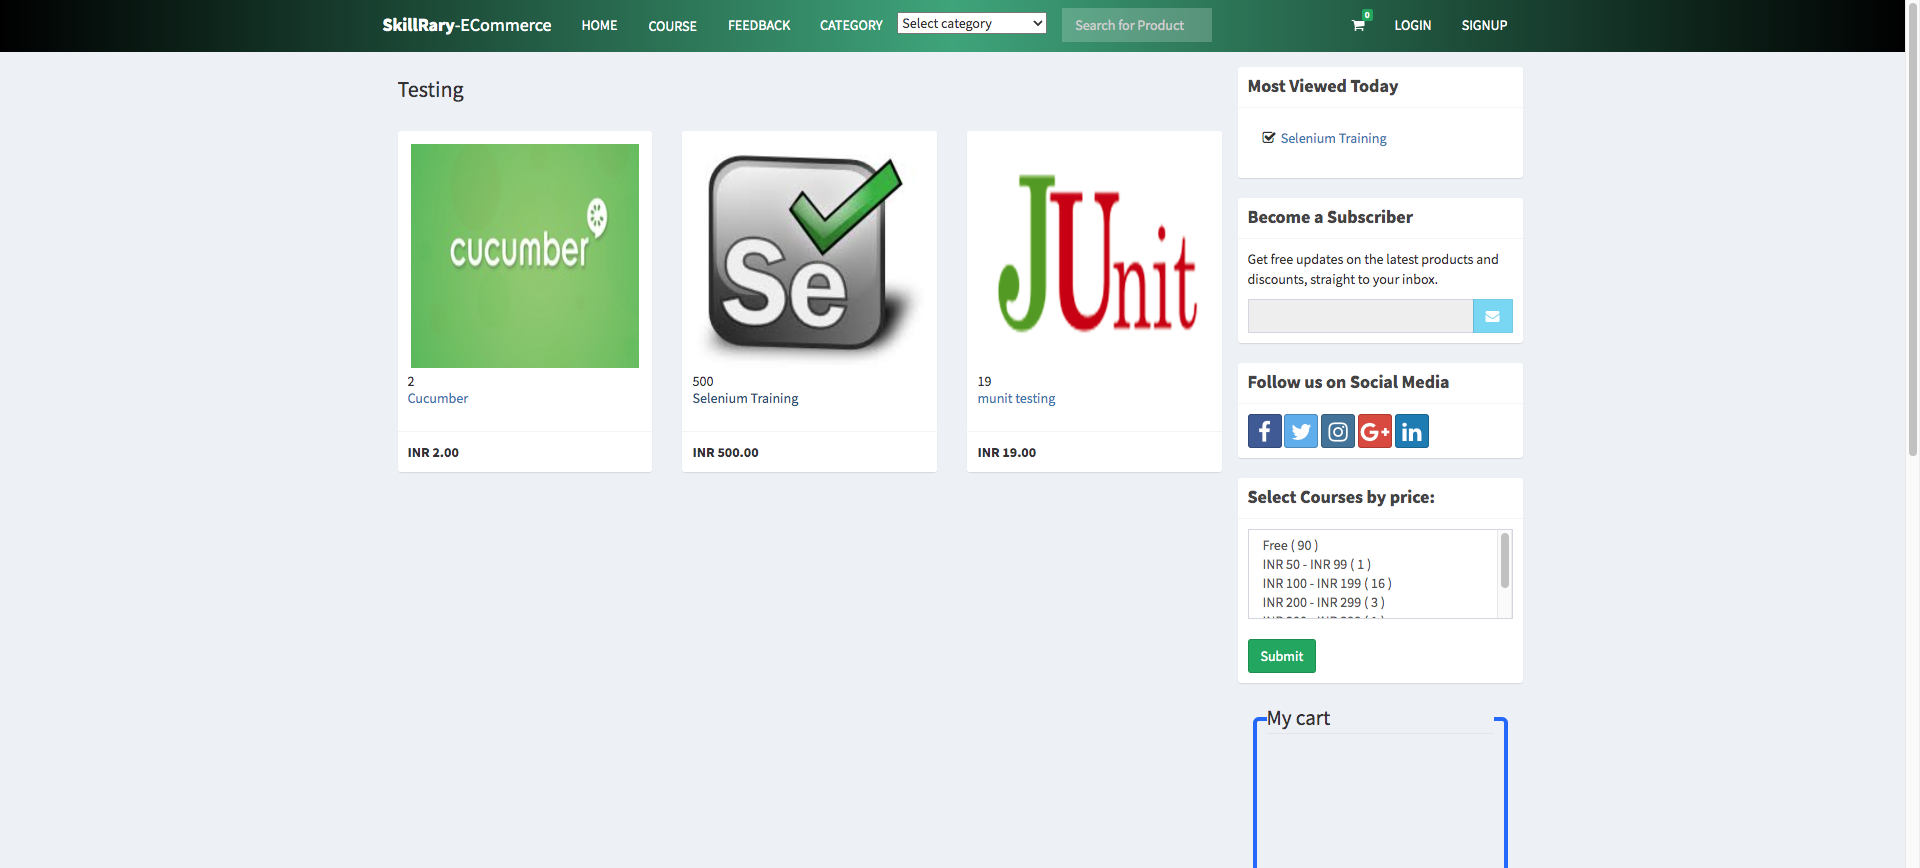 SkillRary-ECommerce HOME COURSE FEEDBACK CATEGORY Select category Search for Product 0 LOGIN SIGNUP
Testing
cucumber
2
Cucumber
INR 2.00
Se
500
Selenium Training
INR 500.00
JUnit
19
munit testing
INR 19.00
Most Viewed Today
Selenium Training
Become a Subscriber
Get free updates on the latest products and
discounts, straight to your inbox.
Follow us on Social Media
f G+ in
Select Courses by price:
Free ( 90 )
INR 50 - INR 99 ( 1 )
INR 100 - INR 199 ( 16 )
INR 200 - INR 299 ( 3 )
Submit
My cart